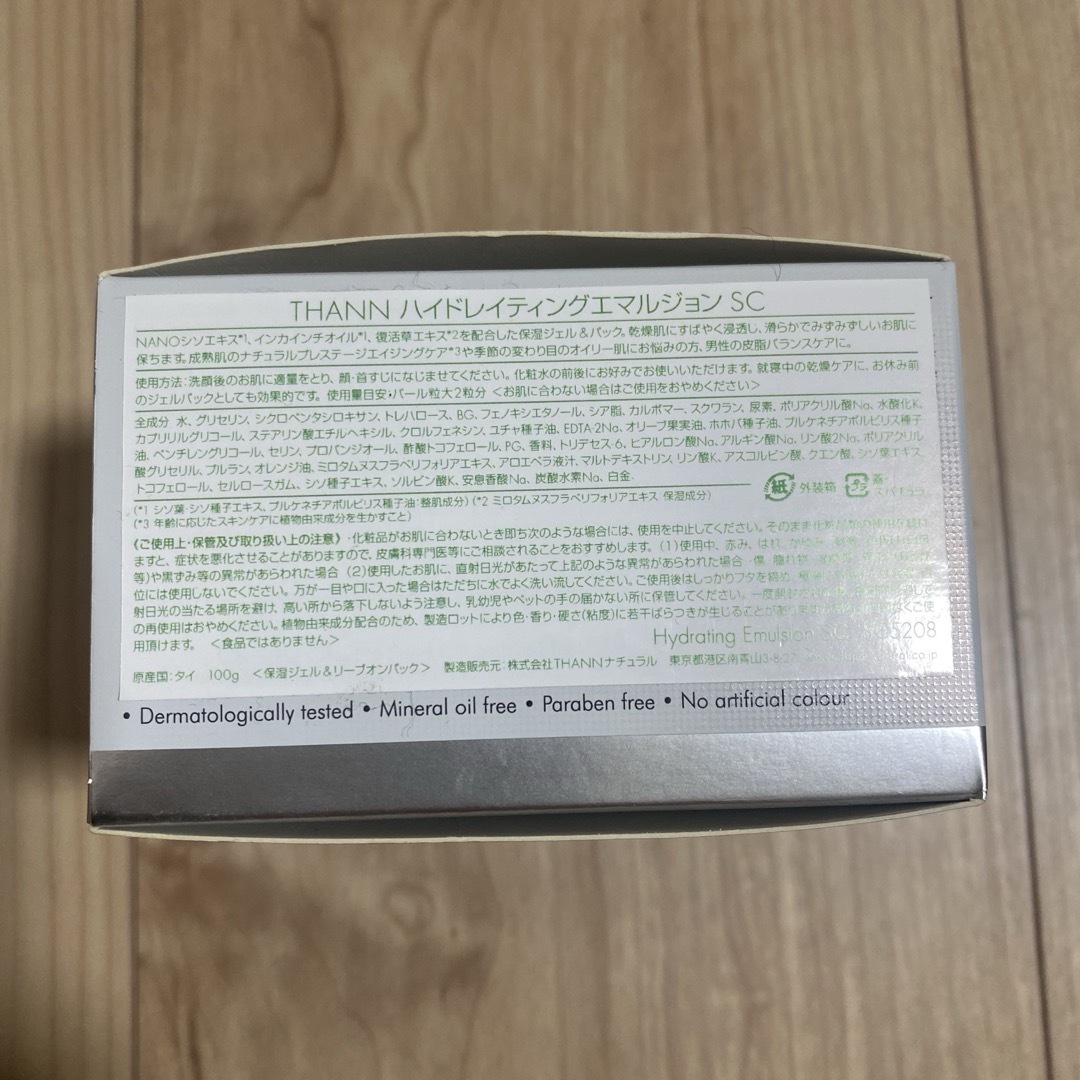 THANN ハイドレイティングエマルジョン SC
NANOシソエキス*1、インカインチオイル*1、復活草エキス*2を配合した保湿ジェル&パック。乾燥肌にすばやく浸透し、滑らかでみずみずしいお肌に
保ちます。成熟肌のナチュラルプレステージエイジングケア*3や季節の変わり目のオイリー肌にお悩みの方、男性の皮脂バランスケアに。
使用方法:洗顔後のお肌に適量をとり、顔・首すじになじませてください。化粧水の前後にお好みでお使いいただけます。就寝中の乾燥ケアに、お休み前
のジェルパックとしても効果的です。使用量目安:パール粒大2粒分 <お肌に合わない場合はご使用をおやめください>
全成分 水、グリセリン、シクロペンタシロキサン、トレハロース、BG、フェノキシエタノール、シア脂、カルボマー、スクワラン、尿素、ポリアクリル酸Na、水酸化K、
カプリリルグリコール、ステアリン酸エチルヘキシル、クロルフェネシン、ユチャ種子油、EDTA-2Na、オリーブ果実油、ホホバ種子油、プルケネチアボルビリス種子
油、ペンチレングリコール、セリン、プロパンジオール、酢酸トコフェロール、PG、香料、トリデセス-6、ヒアルロン酸Na、アルギン酸Na、リン酸2Na、ポリアクリル
酸グリセリル、プルラン、オレンジ油、ミロタムヌスフラベリフォリアエキス、アロエベラ液汁、マルトデキストリン、リン酸K、アスコルビン酸、クエン酸、シソ葉エキス、
トコフェロール、セルロースガム、シソ種子エキス、ソルビン酸K、安息香酸Na、炭酸水素Na、白金
紙 外装箱 プラ 蓋・
(*1 シソ葉・シソ種子エキス、プルケネチアボルビリス種子油:整肌成分) (*2 ミロタムヌスフラベリフォリアエキス 保湿成分)
(*3 年齢に応じたスキンケアに植物由来成分を生かすこと)
《ご使用上・保管及び取り扱い上の注意》・化粧品がお肌に合わないとき即ち次のような場合には、使用を中止してください。そのまま化粧品類の使用を続け
ますと、症状を悪化させることがありますので、皮膚科専門医等にご相談されることをおすすめします。(1)使用中、赤み、はれ、かゆみ、刺激、
等)や黒ずみ等の異常があらわれた場合 (2)使用したお肌に、直射日光があたって上記のような異常があらわれた場合・傷、腫れ物、
位には使用しないでください。万が一目や口に入った場合はただちに水でよく洗い流してください。ご使用後はしっかりフタを締め、
射日光の当たる場所を避け、高い所から落下しないよう注意し、乳幼児やペットの手の届かない所に保管してください。一度
の再使用はおやめください。植物由来成分配合のため、製造ロットにより色・香り・硬さ(粘度)に若干ばらつきが生じることがあります
用頂けます。 <食品ではありません>
Hydrating Emulsion
原産国:タイ 100g <保湿ジェル&リーブオンパック> 製造販売元:株式会社THANNナチュラル 東京都港区南青山3-8-27
• Dermatologically tested • Mineral oil free • Paraben free • No artificial colour